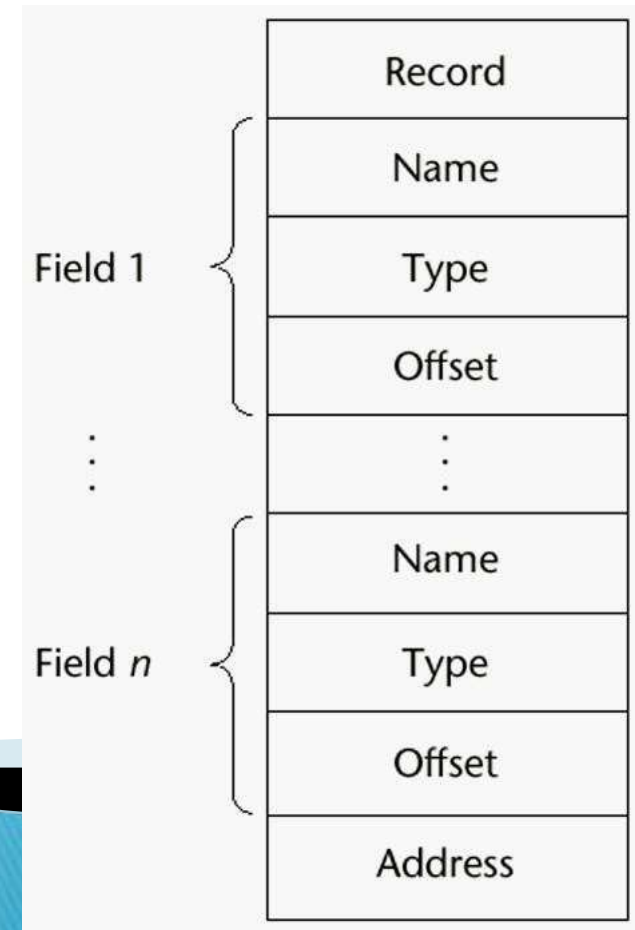 Record
Name
Field 1
Type
Offset
⋮ ⋮
Name
Field n
Type
Offset
Address